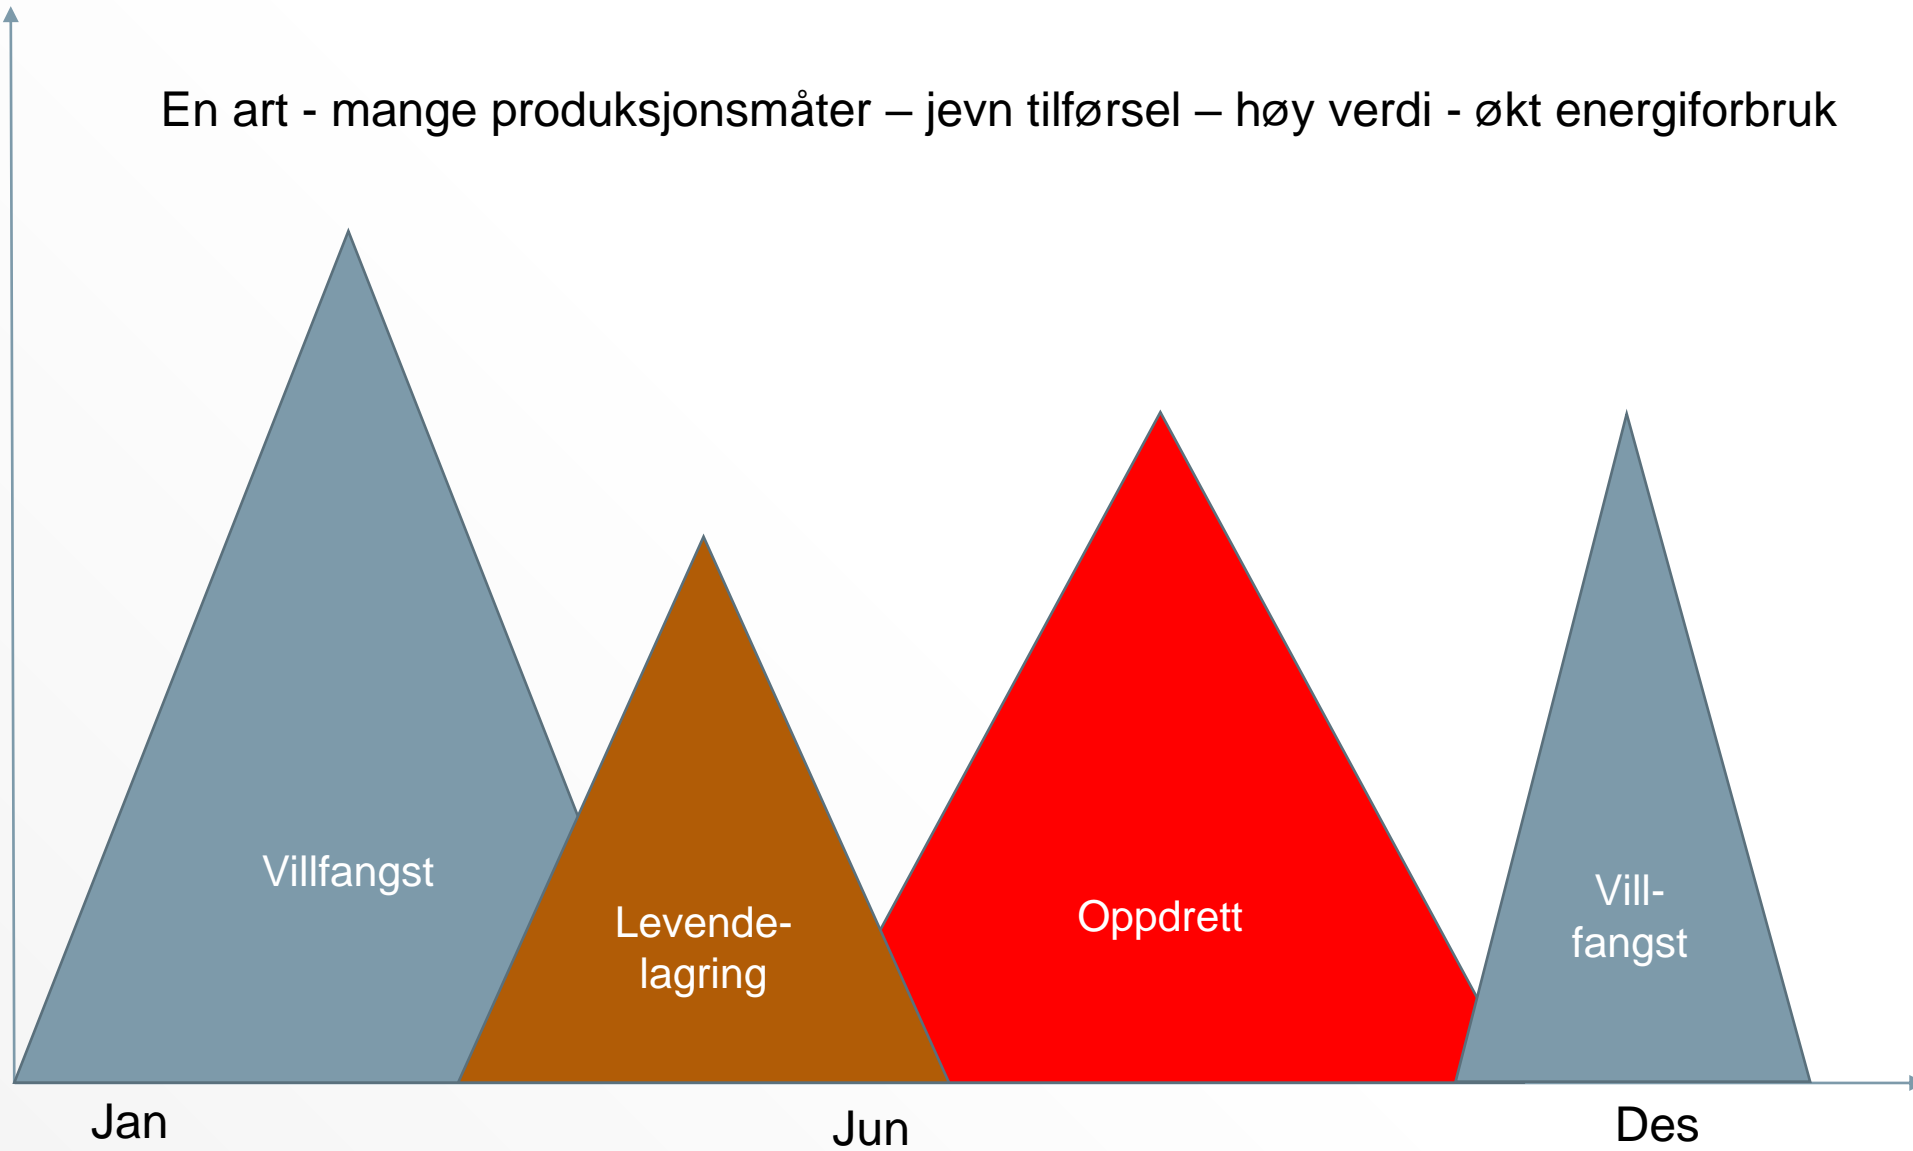 En art - mange produksjonsmåter – jevn tilførsel – høy verdi - økt energiforbruk
Villfangst
Levende-
lagring
Oppdrett
Vill-
fangst
Jan
Jun
Des